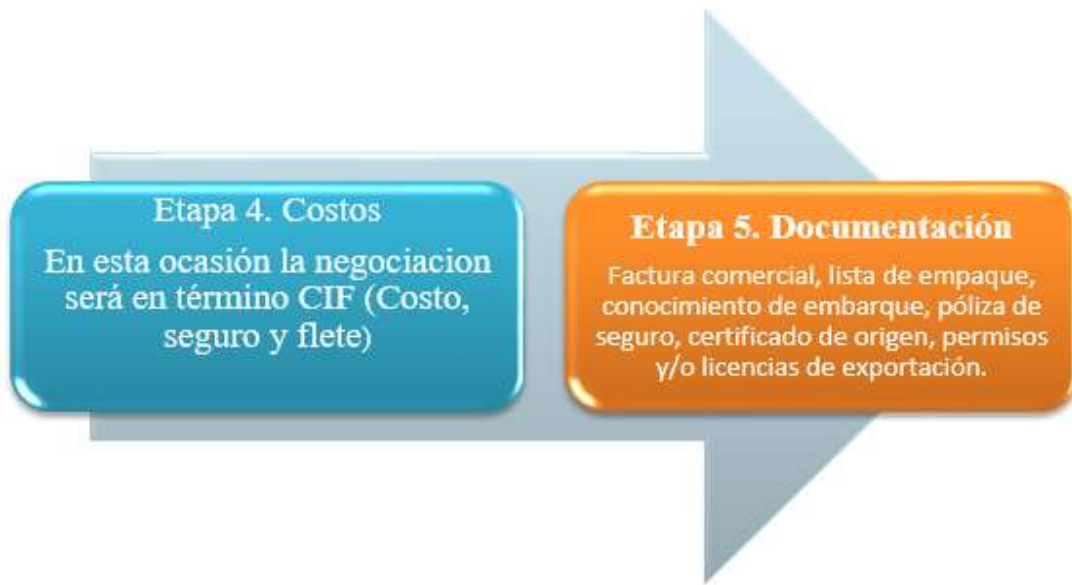 Etapa 4. Costos
En esta ocasión la negociacion
será en término CIF (Costo,
seguro y flete)
Etapa 5. Documentación
Factura comercial, lista de empaque,
conocimiento de embarque, póliza de
seguro, certificado de origen, permisos
y/o licencias de exportación.